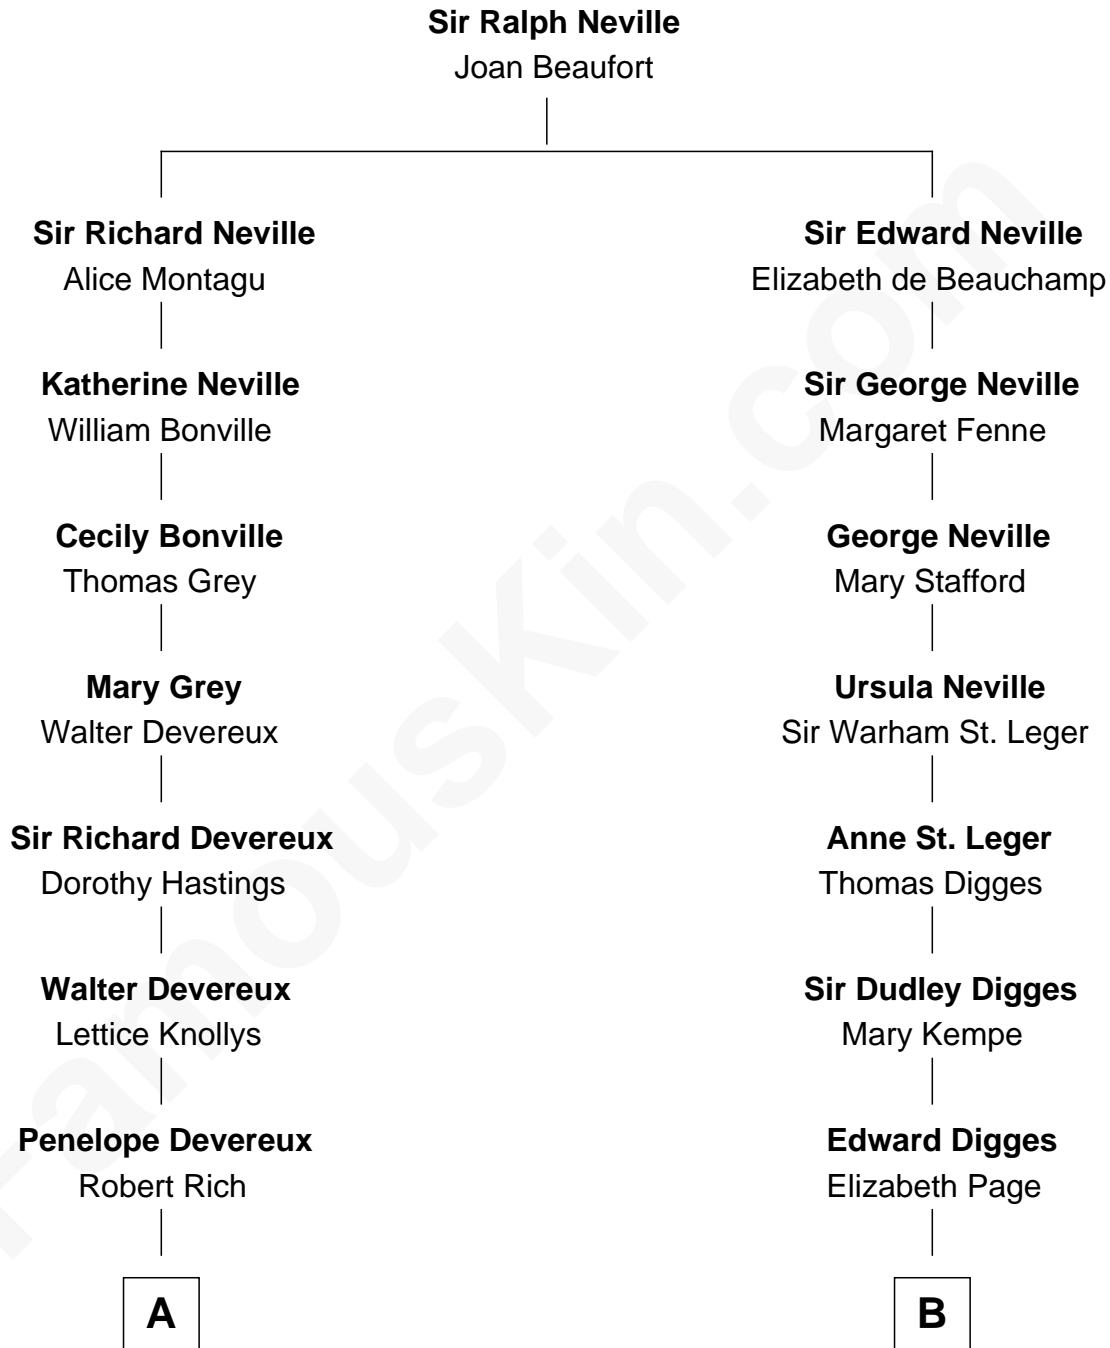 Sir Ralph Neville
Joan Beaufort
Sir Richard Neville
Alice Montagu
Sir Edward Neville
Elizabeth de Beauchamp
Katherine Neville
William Bonville
Sir George Neville
Margaret Fenne
Cecily Bonville
Thomas Grey
George Neville
Mary Stafford
Mary Grey
Walter Devereux
Ursula Neville
Sir Warham St. Leger
Sir Richard Devereux
Dorothy Hastings
Anne St. Leger
Thomas Digges
Walter Devereux
Lettice Knollys
Sir Dudley Digges
Mary Kempe
Penelope Devereux
Robert Rich
Edward Digges
Elizabeth Page
A
B
FamousKin.com